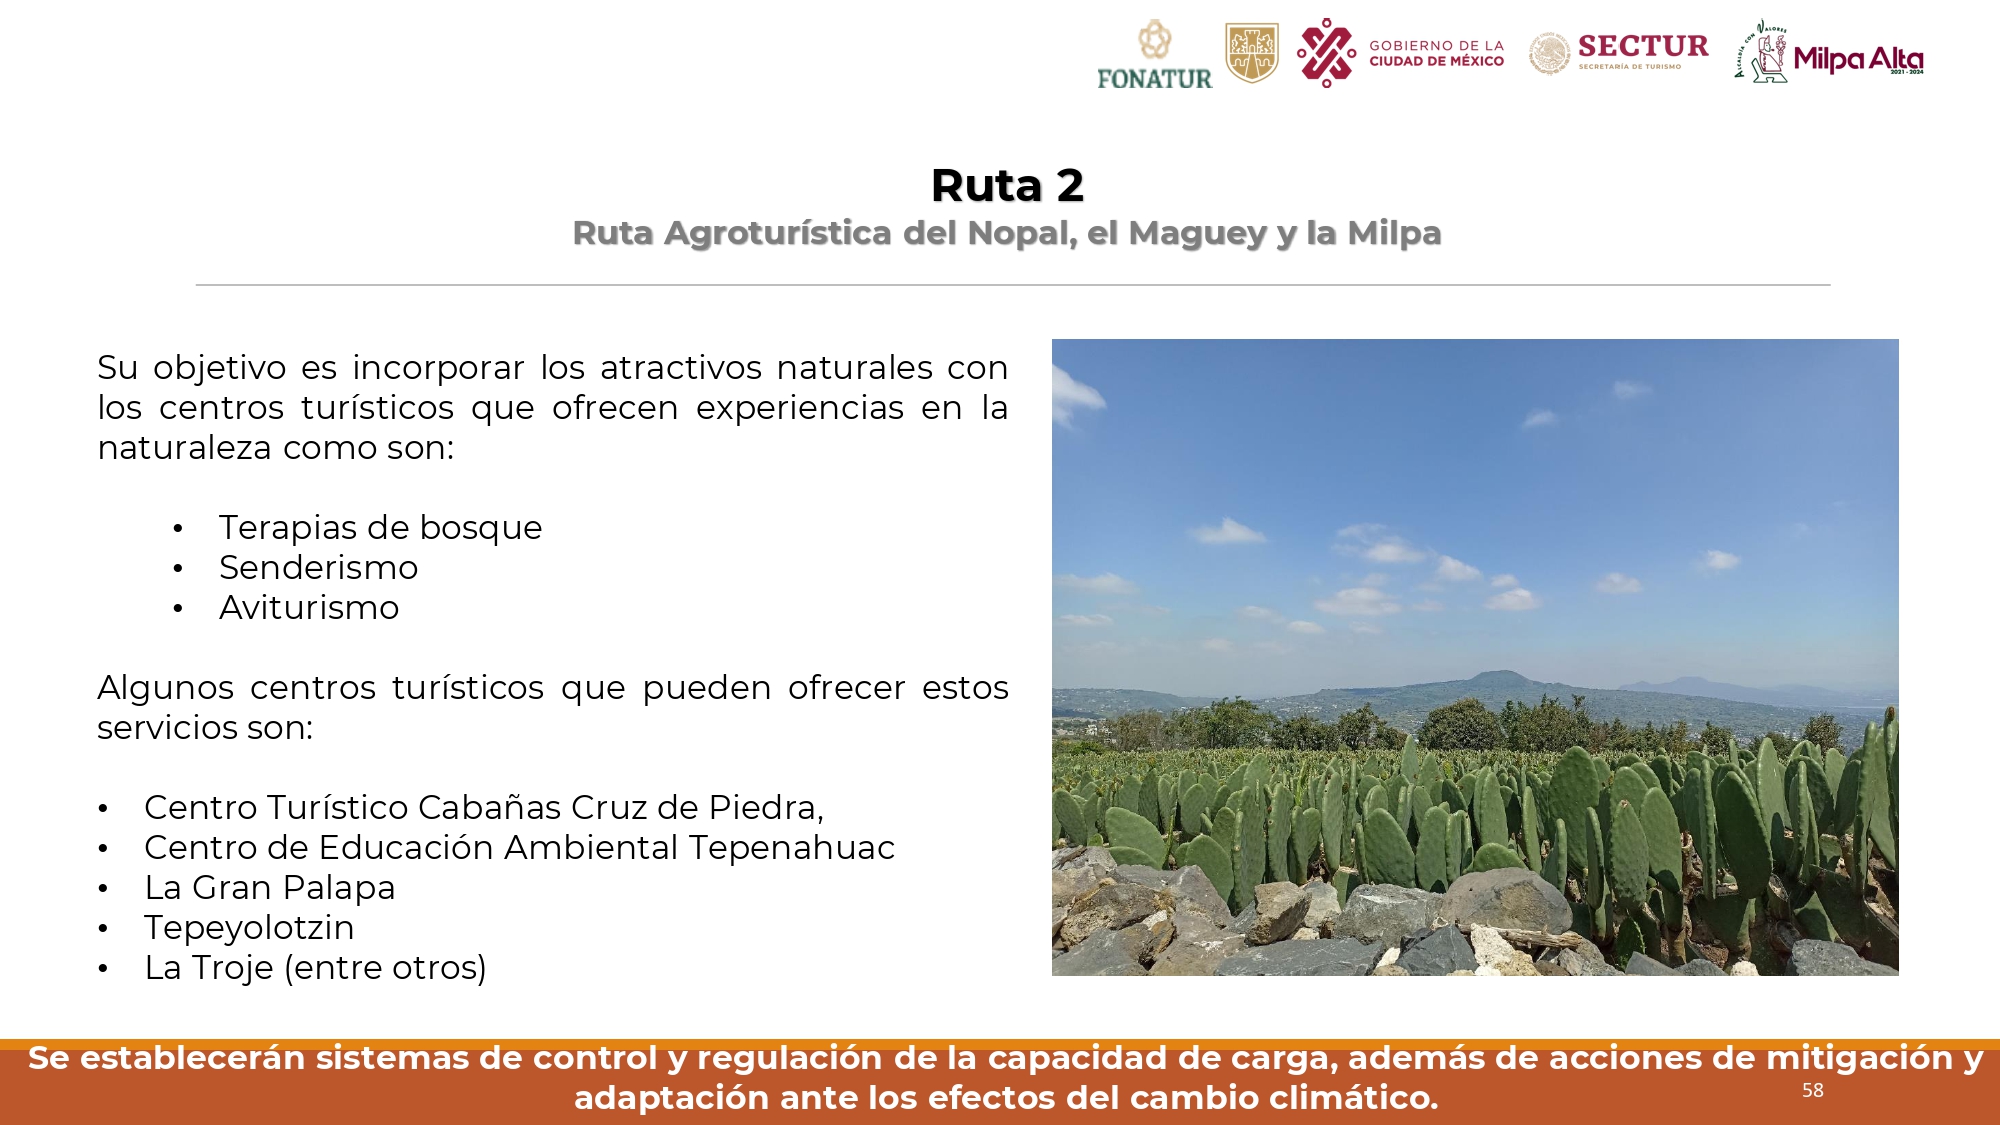 FONATUR
GOBIERNO DE LA
CIUDAD DE MÉXICO
SECTUR
SECRETARÍA DE TURISMO
ALCALDÍA CON VALORES
Milpa Alta
2021 - 2024
Ruta 2
Ruta Agroturística del Nopal, el Maguey y la Milpa
Su objetivo es incorporar los atractivos naturales con
los centros turísticos que ofrecen experiencias en la
naturaleza como son:
• Terapias de bosque
• Senderismo
• Aviturismo
Algunos centros turísticos que pueden ofrecer estos
servicios son:
• Centro Turístico Cabañas Cruz de Piedra,
• Centro de Educación Ambiental Tepenahuac
• La Gran Palapa
• Tepeyolotzin
• La Troje (entre otros)
Se establecerán sistemas de control y regulación de la capacidad de carga, además de acciones de mitigación y
adaptación ante los efectos del cambio climático.
58